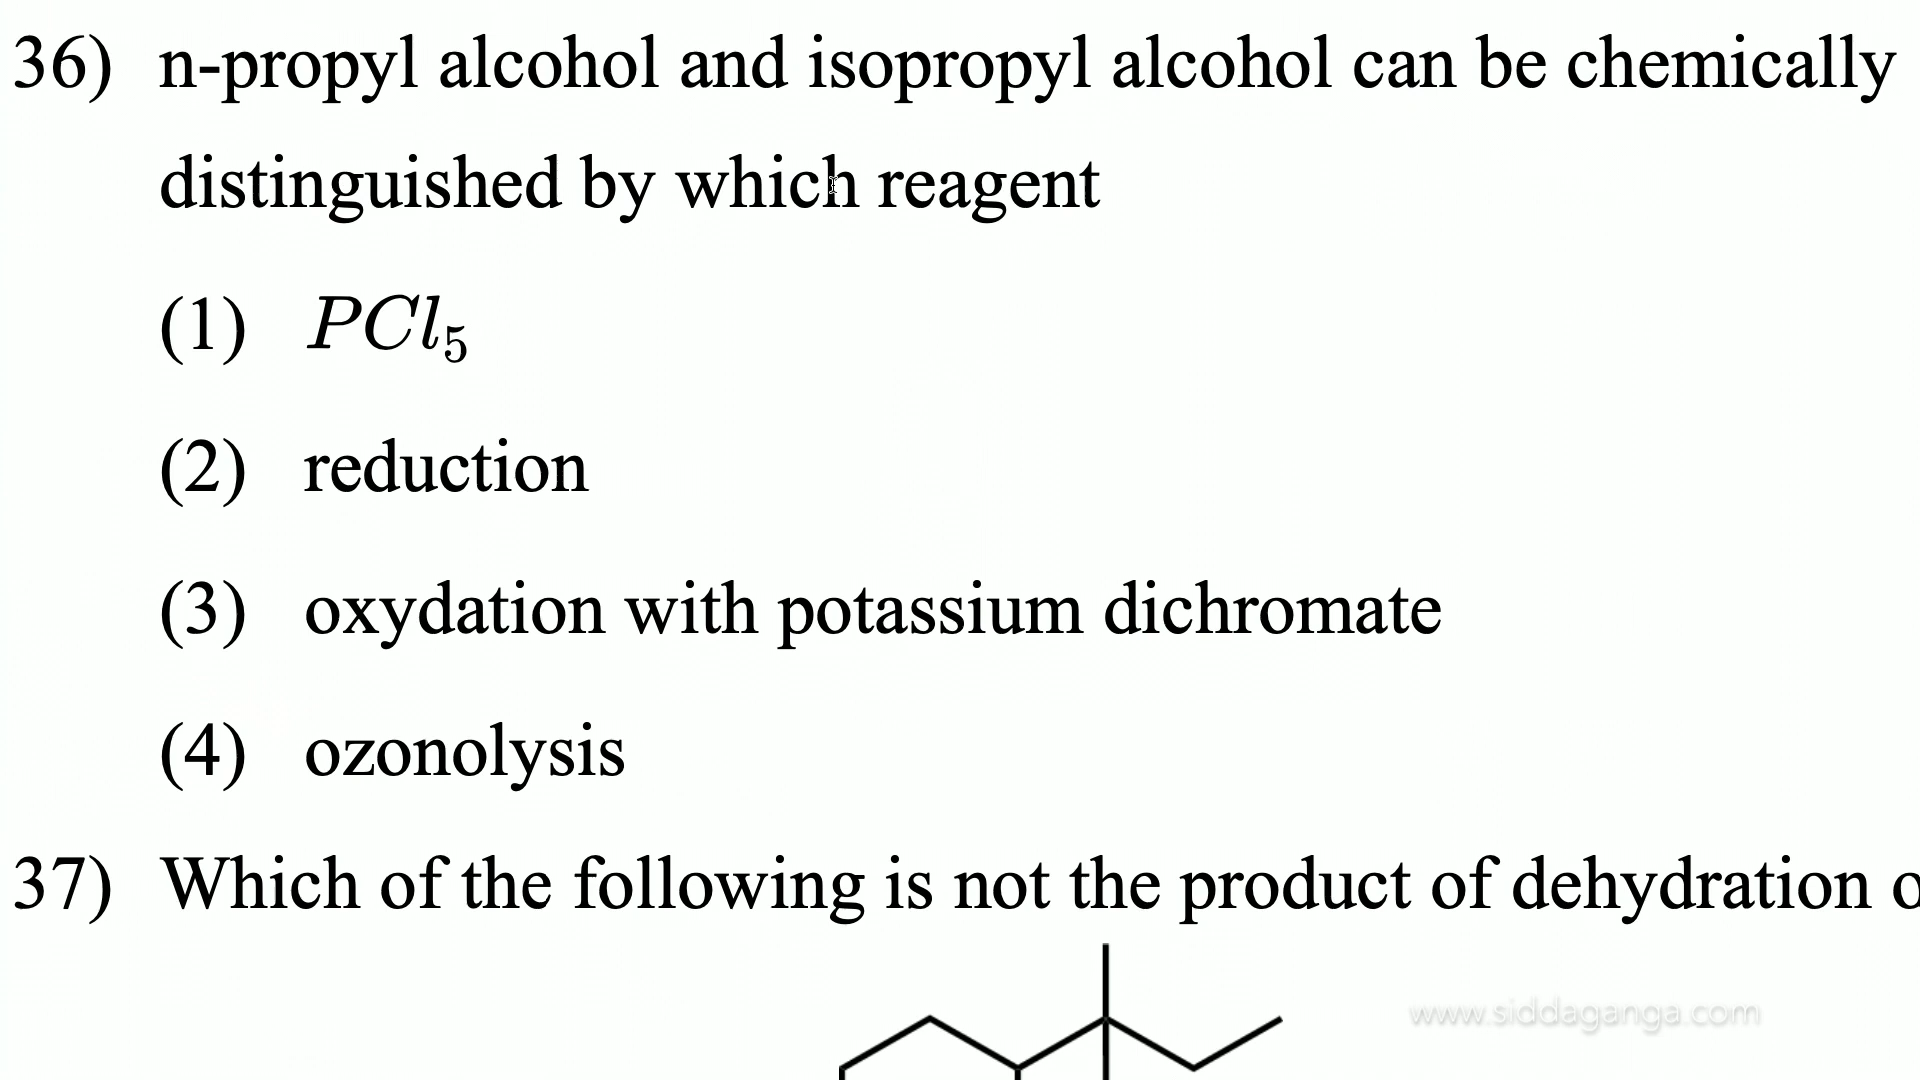 36) n-propyl alcohol and isopropyl alcohol can be chemically
distinguished by which reagent
(1) PCl₅
(2) reduction
(3) oxydation with potassium dichromate
(4) ozonolysis
37) Which of the following is not the product of dehydration
www.siddaganga.com